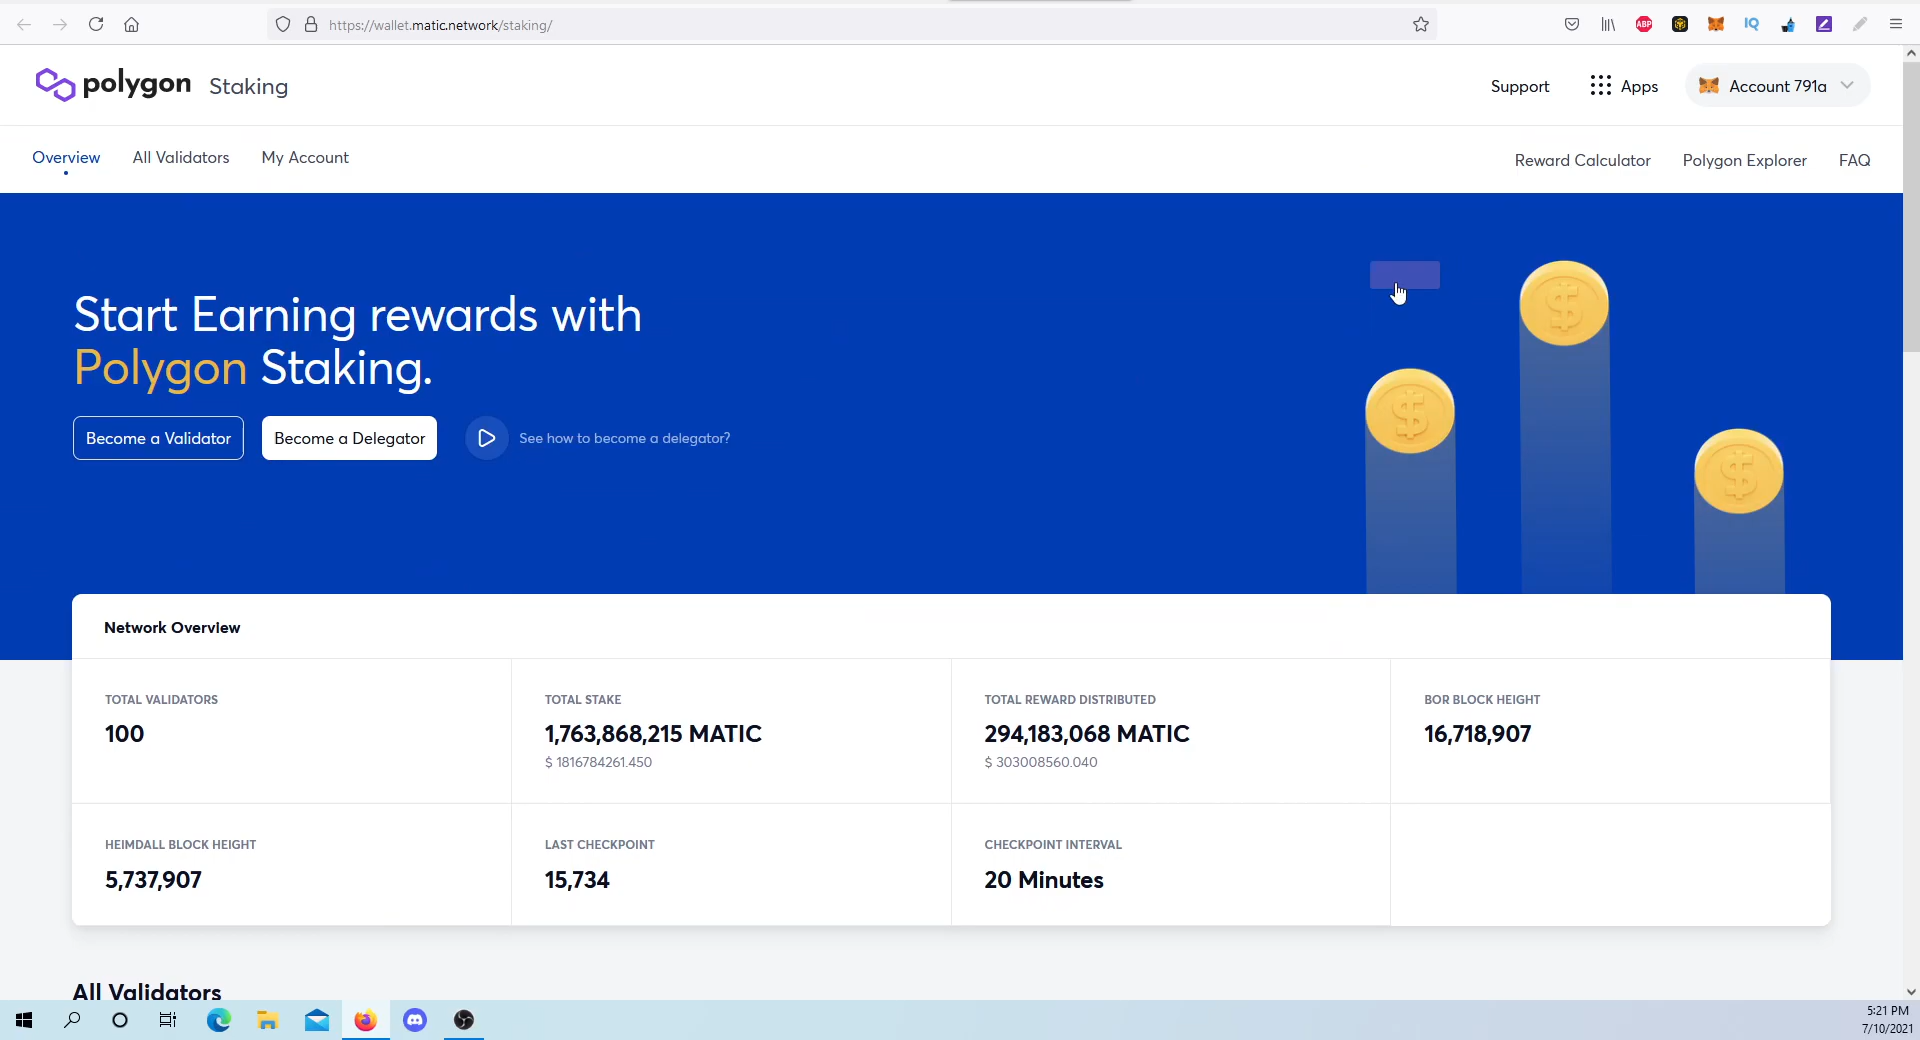 https://wallet.matic.network/staking/
ABP
IQ
polygon Staking
Support
Apps
Account 791a
Overview
All Validators
My Account
Reward Calculator
Polygon Explorer
FAQ
Start Earning rewards with
Polygon Staking.
Become a Validator
Become a Delegator
See how to become a delegator?
Network Overview
TOTAL VALIDATORS
100
TOTAL STAKE
1,763,868,215 MATIC
$ 1816784261.450
TOTAL REWARD DISTRIBUTED
294,183,068 MATIC
$ 303008560.040
BOR BLOCK HEIGHT
16,718,907
HEIMDALL BLOCK HEIGHT
5,737,907
LAST CHECKPOINT
15,734
CHECKPOINT INTERVAL
20 Minutes
All Validators
5:21 PM
7/10/2021